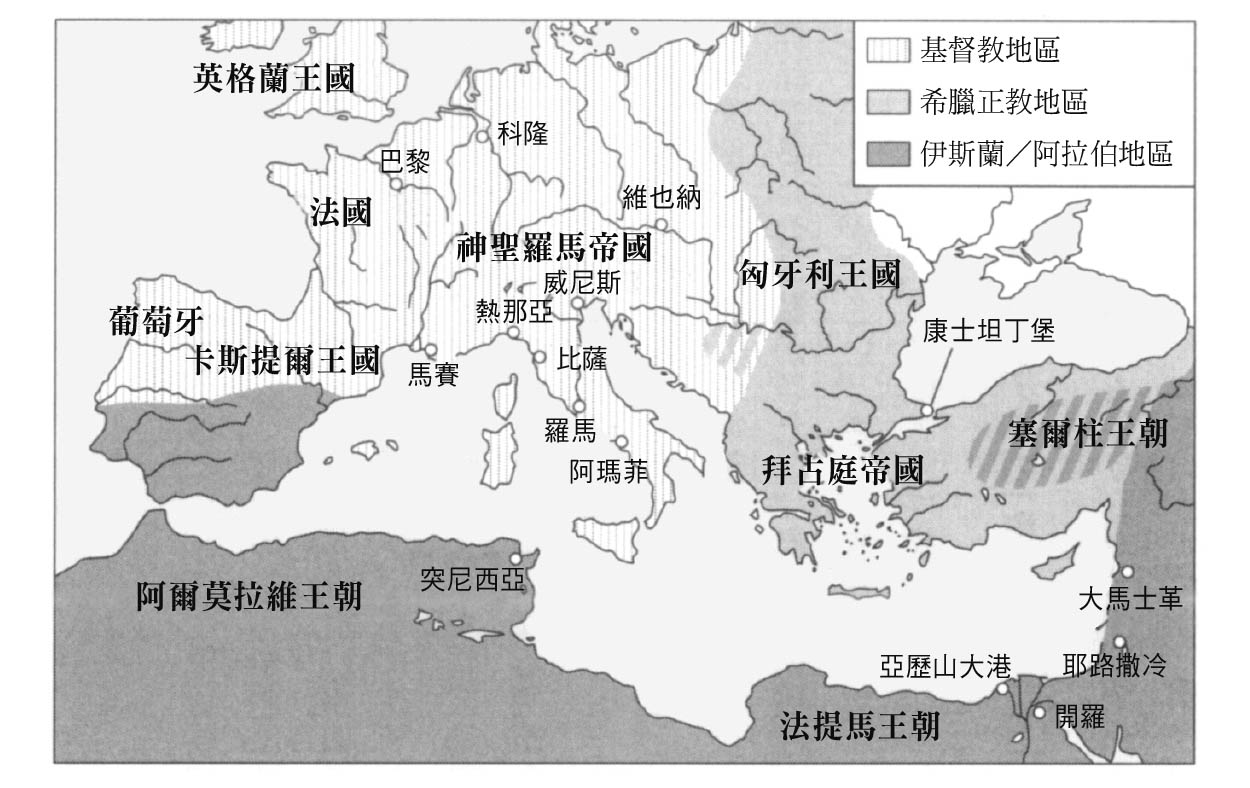 基督教地區
希臘正教地區
伊斯蘭／阿拉伯地區
英格蘭王國
科隆
巴黎
維也納
法國
神聖羅馬帝國
匈牙利王國
威尼斯
熱那亞
葡萄牙
康士坦丁堡
卡斯提爾王國
馬賽
比薩
羅馬
塞爾柱王朝
阿瑪菲
拜占庭帝國
突尼西亞
阿爾莫拉維王朝
大馬士革
亞歷山大港
耶路撒冷
法提馬王朝
開羅